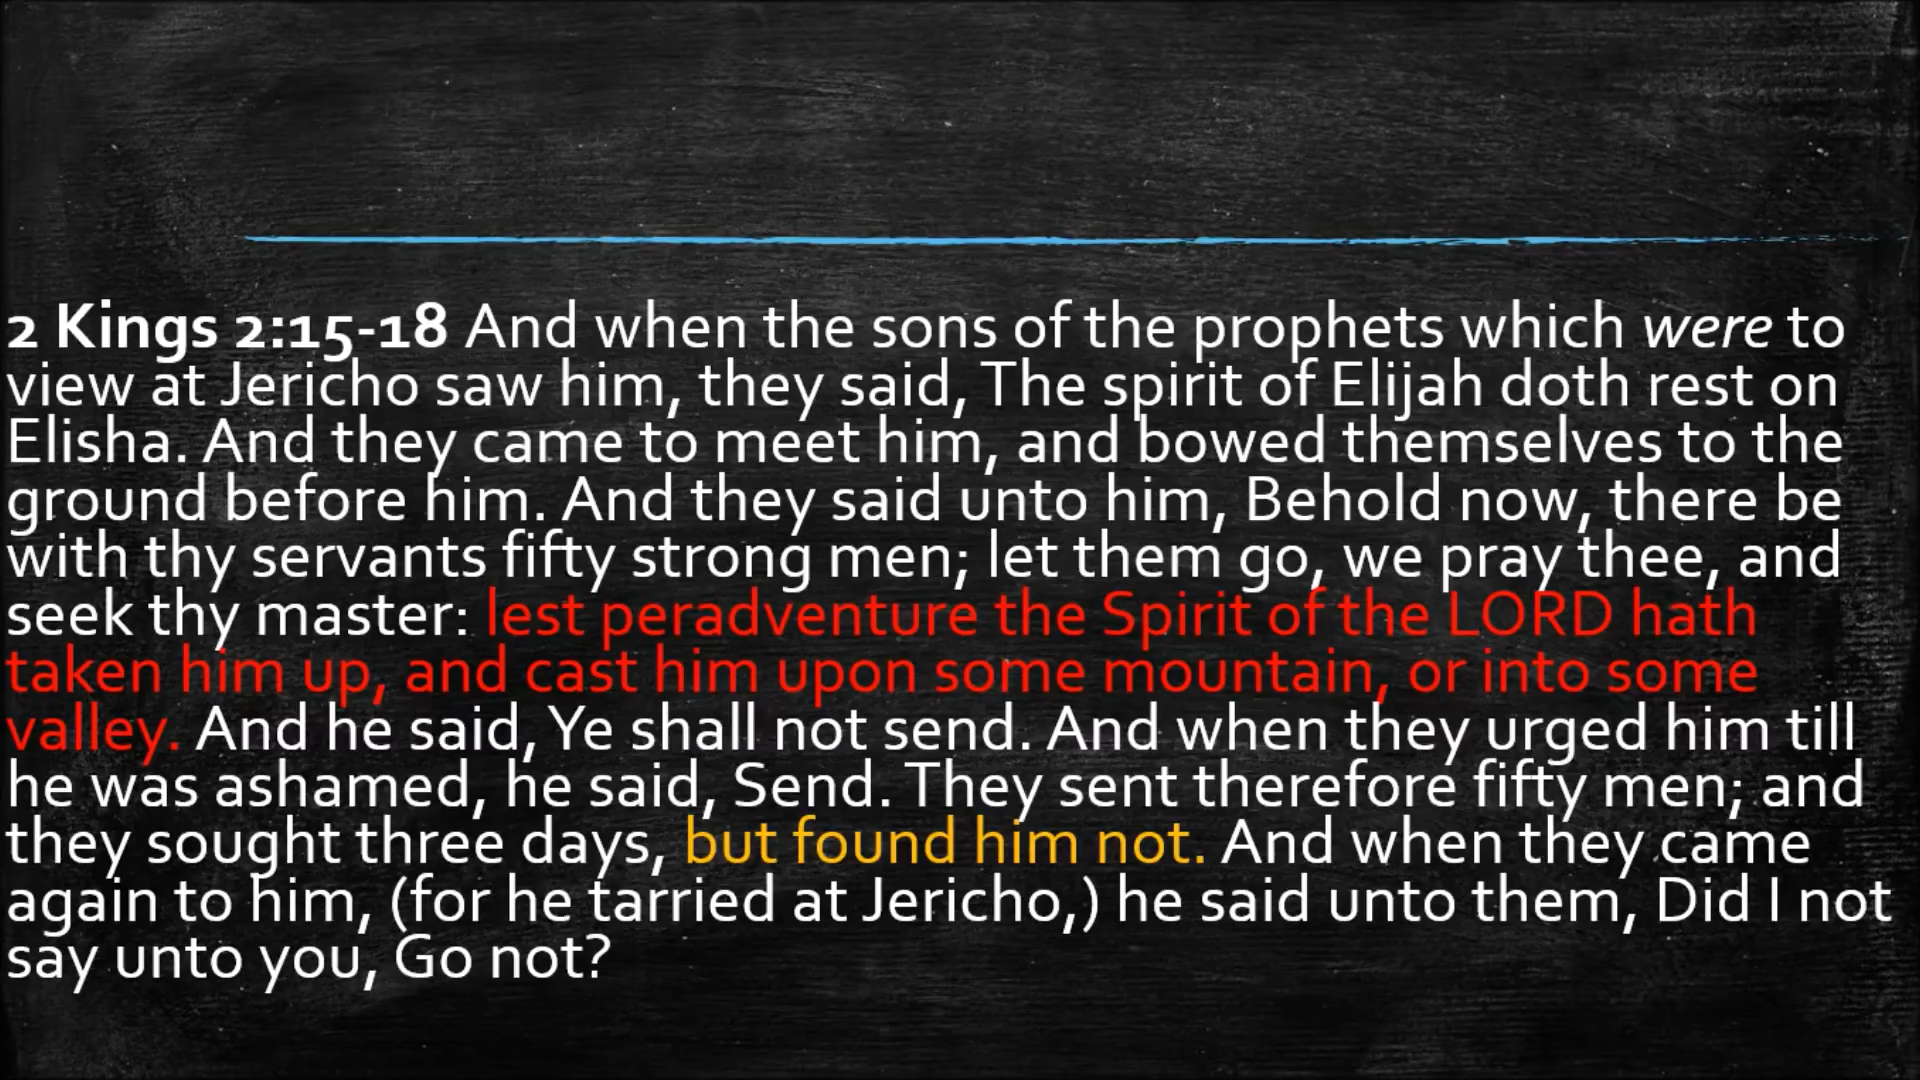 2 Kings 2:15-18 And when the sons of the prophets which were to
view at Jericho saw him, they said, The spirit of Elijah doth rest on
Elisha. And they came to meet him, and bowed themselves to the
ground before him. And they said unto him, Behold now, there be
with thy servants fifty strong men; let them go, we pray thee, and
seek thy master: lest peradventure the Spirit of the LORD hath
taken him up, and cast him upon some mountain, or into some
valley. And he said, Ye shall not send. And when they urged him till
he was ashamed, he said, Send. They sent therefore fifty men; and
they sought three days, but found him not. And when they came
again to him, (for he tarried at Jericho,) he said unto them, Did I not
say unto you, Go not?